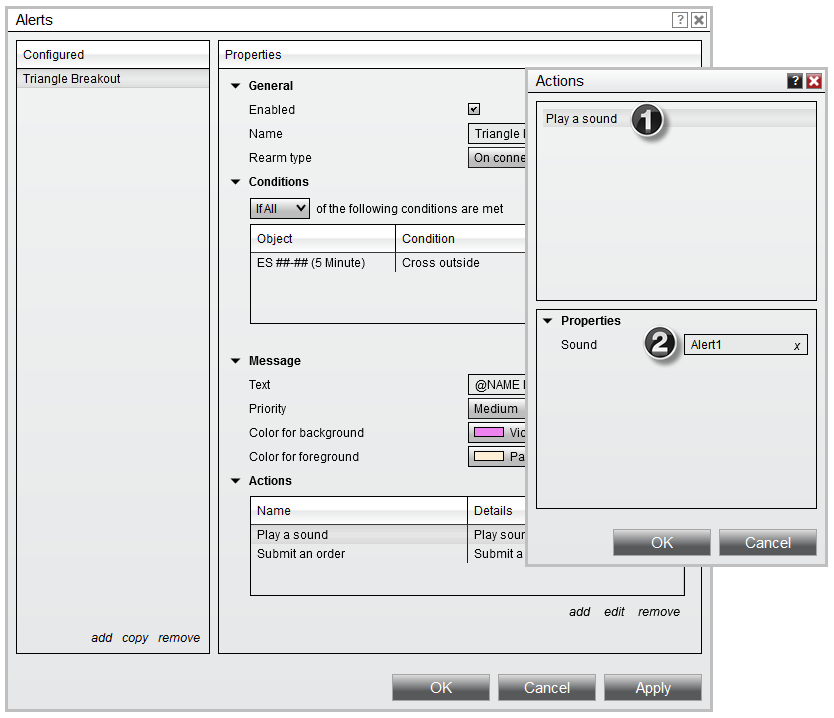 Alerts
?
Configured
Triangle Breakout
add copy remove
Properties
General
Enabled
Name Triangle
Rearm type On conne
Conditions
If All of the following conditions are met
Object Condition
ES ##-## (5 Minute) Cross outside
Message
Text @NAME
Priority Medium
Color for background Vio
Color for foreground Pa
Actions
Name Details
Play a sound Play soun
Submit an order Submit a
add edit remove
OK Cancel Apply
Actions
?
Play a sound 1
Properties
Sound 2 Alert1 x
OK Cancel